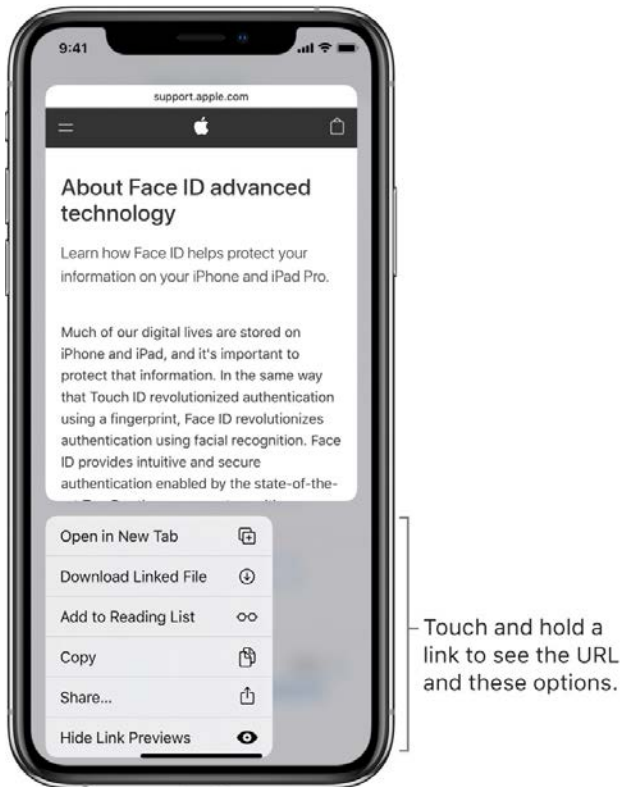 9:41
support.apple.com
About Face ID advanced
technology
Learn how Face ID helps protect your
information on your iPhone and iPad Pro.
Much of our digital lives are stored on
iPhone and iPad, and it's important to
protect that information. In the same way
that Touch ID revolutionized authentication
using a fingerprint, Face ID revolutionizes
authentication using facial recognition. Face
ID provides intuitive and secure
authentication enabled by the state-of-the-
Open in New Tab
Download Linked File
Add to Reading List
Copy
Share...
Hide Link Previews
Touch and hold a
link to see the URL
and these options.